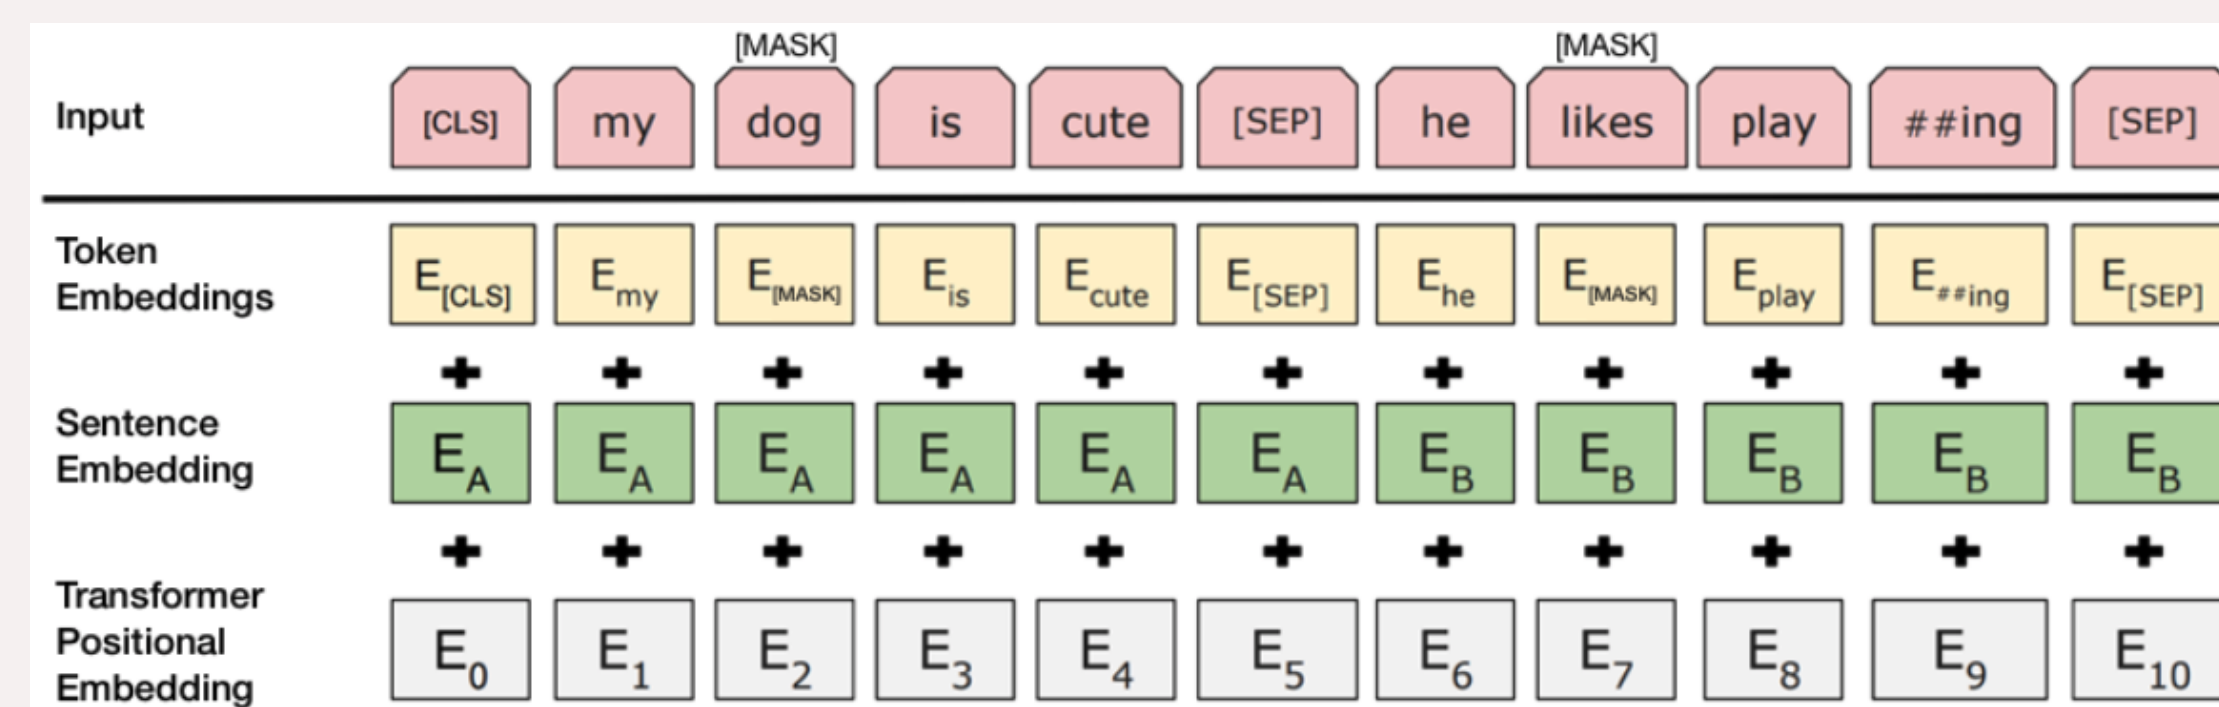 [MASK] [MASK]
Input [CLS] my dog is cute [SEP] he likes play ##ing [SEP]
Token
Embeddings E[CLS] Emy E[MASK] Eis Ecute E[SEP] Ehe E[MASK] Eplay E##ing E[SEP]
Sentence
Embedding EA EA EA EA EA EA EB EB EB EB EB
Transformer
Positional
Embedding E0 E1 E2 E3 E4 E5 E6 E7 E8 E9 E10